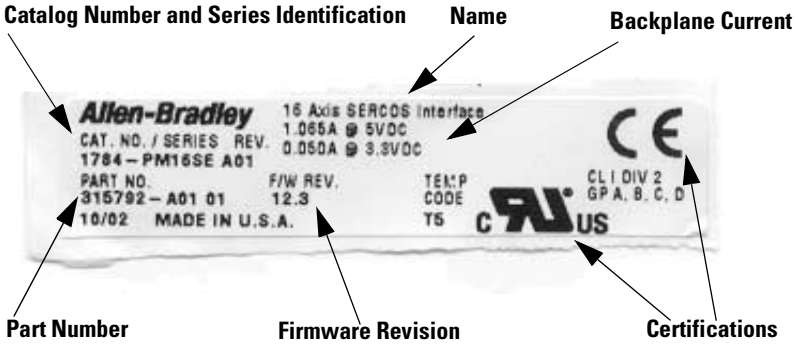 Catalog Number and Series Identification
Name
Backplane Current
Allen-Bradley
16 Axis SERCOS Interface
1.065A @ 5VDC
CAT. NO. / SERIES REV.
0.050A @ 3.3VDC
1784-PM16SE A01
PART NO.
F/W REV.
TEMP
CL I DIV 2
315792-A01 01
12.3
CODE
GP A, B, C, D
10/02 MADE IN U.S.A.
T5
CE
C RU® US
Part Number
Firmware Revision
Certifications